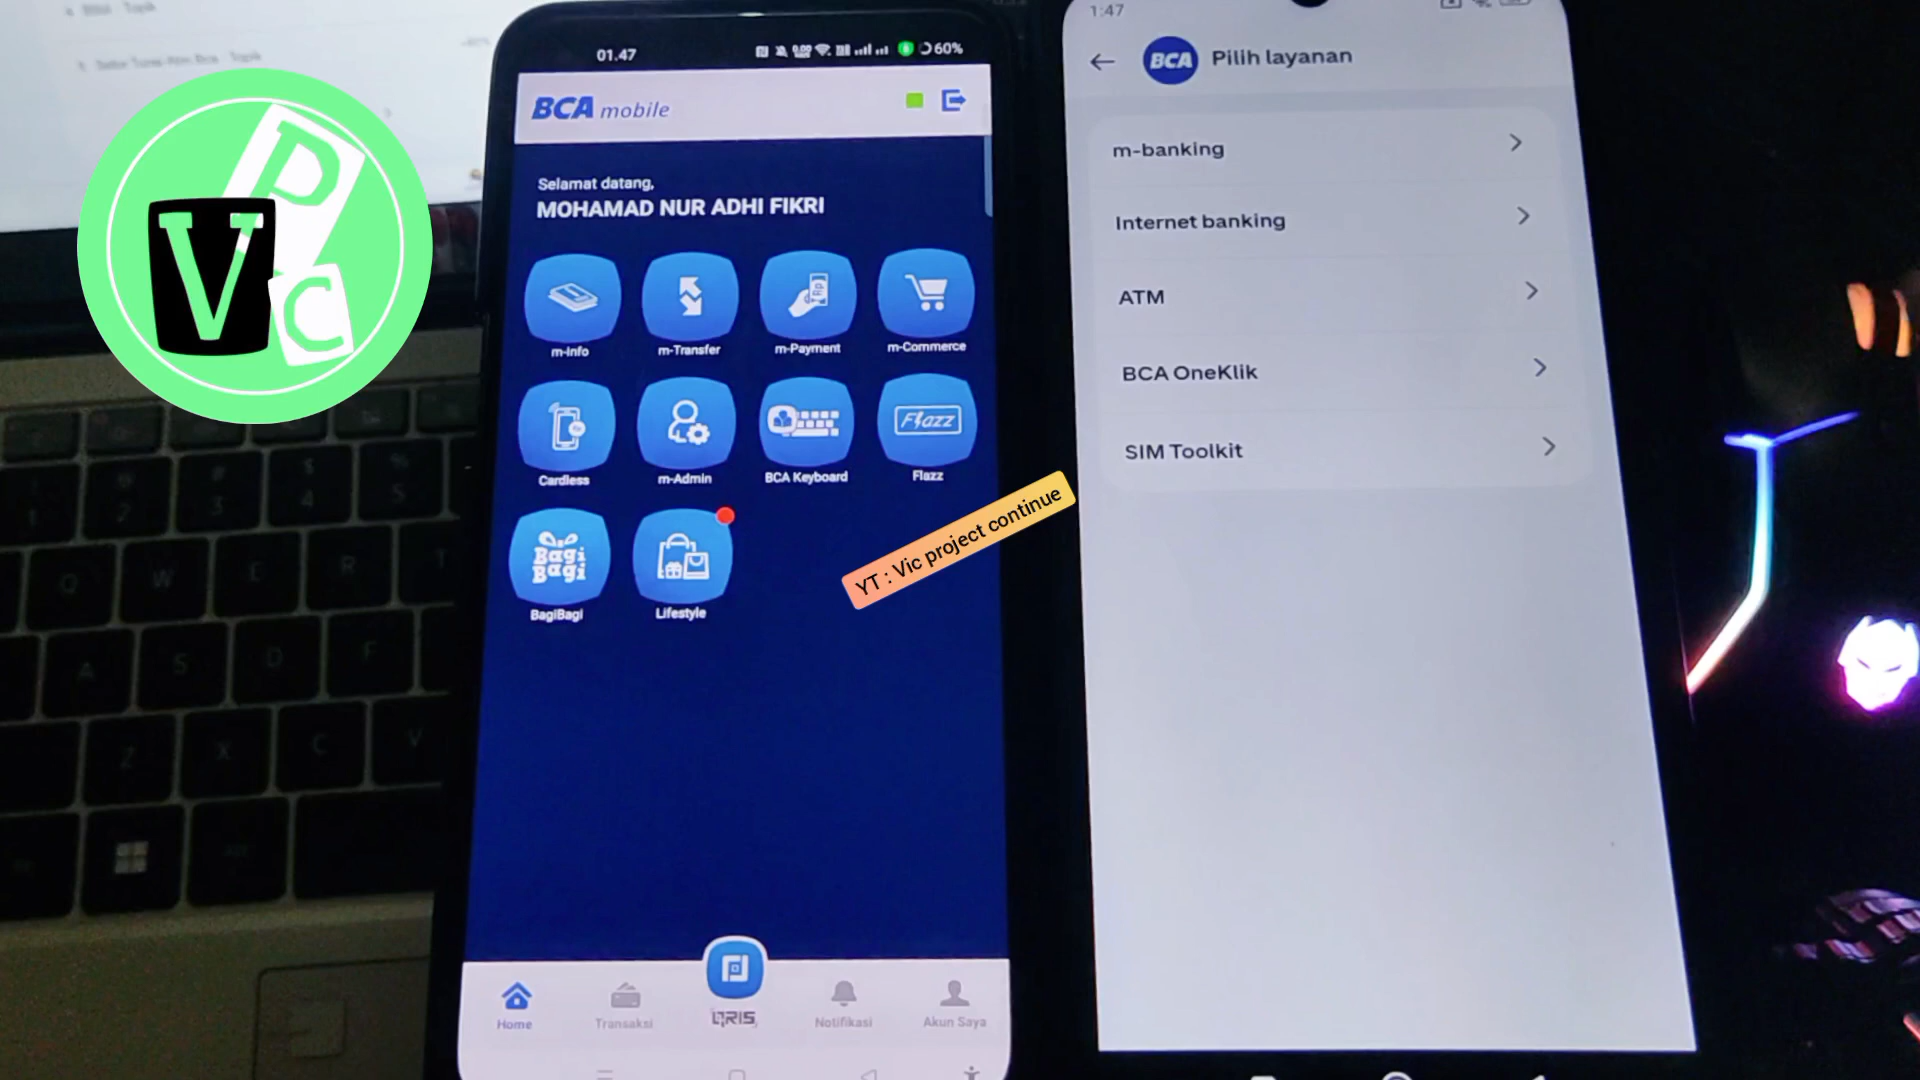 P
V
C
01.47
60%
BCA mobile
Selamat datang,
MOHAMAD NUR ADHI FIKRI
m-Info
m-Transfer
m-Payment
m-Commerce
Cardless
m-Admin
BCA Keyboard
Flazz
Flazz
Bagi
Bagi
BagiBagi
Lifestyle
Home
Transaksi
QRIS
Notifikasi
Akun Saya
YT : Vic project continue
1:47
BCA
Pilih layanan
m-banking
Internet banking
ATM
BCA OneKlik
SIM Toolkit
Q W E R T
A S D F
Z X C V